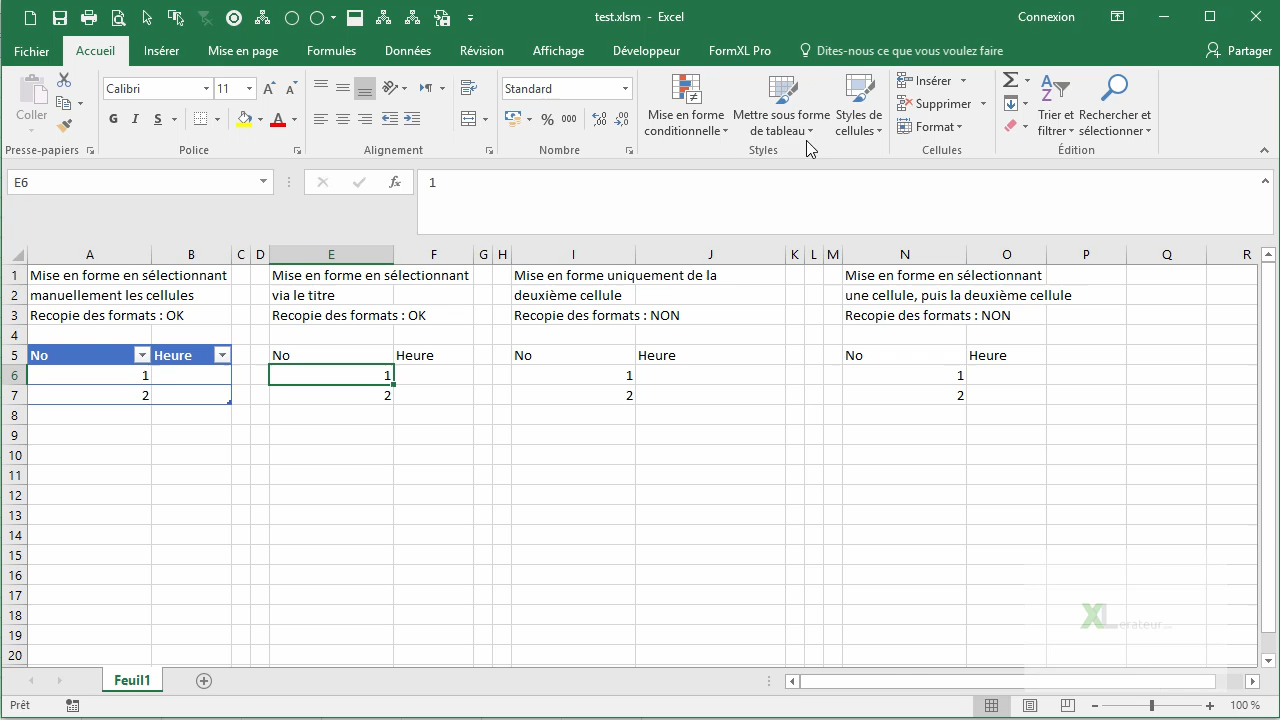 test.xlsm - Excel
Connexion
Fichier
Accueil
Insérer
Mise en page
Formules
Données
Révision
Affichage
Développeur
FormXL Pro
Dites-nous ce que vous voulez faire
Partager
Coller
Calibri
11
G I S
Standard
% 000
Mise en forme
conditionnelle
Mettre sous forme
de tableau
Styles de
cellules
Insérer
Supprimer
Format
Trier et
filtrer
Rechercher et
sélectionner
Presse-papiers
Police
Alignement
Nombre
Styles
Cellules
Édition
E6
fx
1
A B C D E F G H I J K L M N O P Q R
1 Mise en forme en sélectionnant Mise en forme en sélectionnant Mise en forme uniquement de la Mise en forme en sélectionnant
2 manuellement les cellules via le titre deuxième cellule une cellule, puis la deuxième cellule
3 Recopie des formats : OK Recopie des formats : OK Recopie des formats : NON Recopie des formats : NON
4
5 No Heure No Heure No Heure No Heure
6 1 1 1 1
7 2 2 2 2
8
9
10
11
12
13
14
15
16
17
18
19
20
XLerateur...
Feuil1
Prêt
100 %